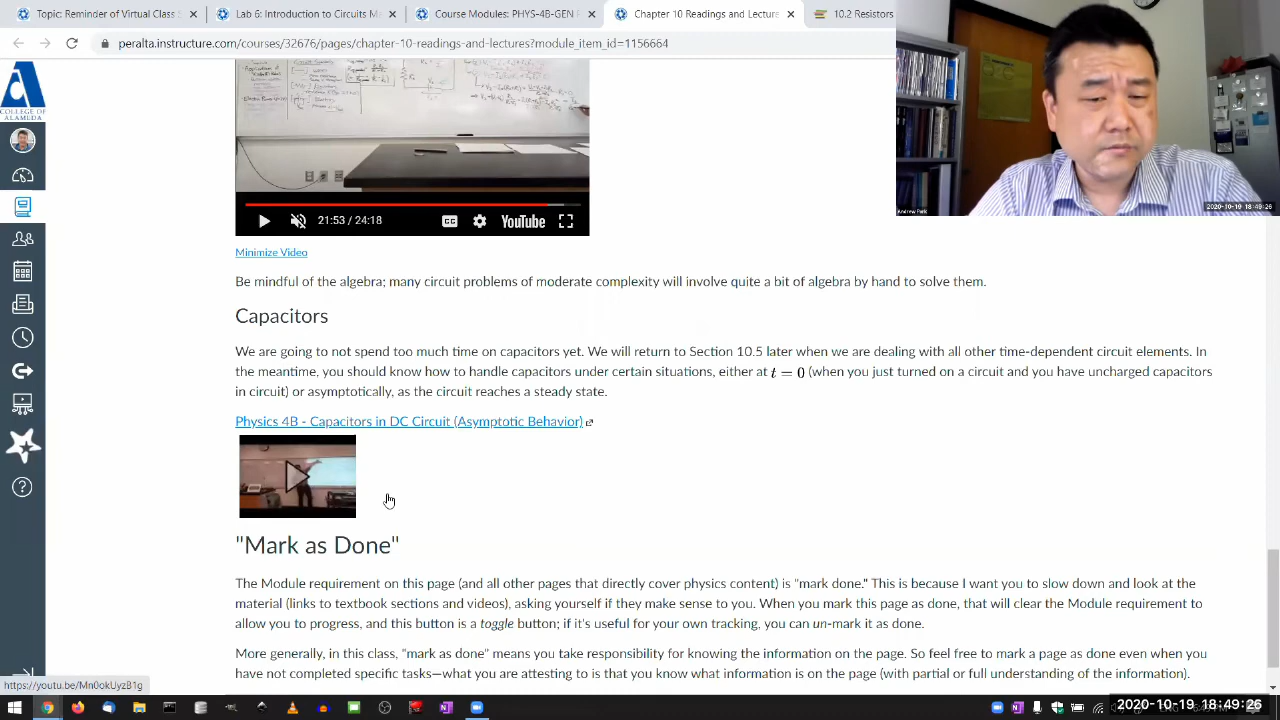 Tutorial: Reminder of Virtual Class
Lab 6: Introduction to M
Modules: PHYS-4B-GEN
Chapter 10 Readings and Lecture
10.2 Resistors
peralta.instructure.com/courses/32676/pages/chapter-10-readings-and-lectures?module_item_id=1156664
COLLEGE OF
ALAMEDA
21:53 / 24:18
CC
YouTube
Minimize Video
Be mindful of the algebra; many circuit problems of moderate complexity will involve quite a bit of algebra by hand to solve them.
Capacitors
We are going to not spend too much time on capacitors yet. We will return to Section 10.5 later when we are dealing with all other time-dependent circuit elements. In
the meantime, you should know how to handle capacitors under certain situations, either at t = 0 (when you just turned on a circuit and you have uncharged capacitors
in circuit) or asymptotically, as the circuit reaches a steady state.
Physics 4B - Capacitors in DC Circuit (Asymptotic Behavior)
"Mark as Done"
The Module requirement on this page (and all other pages that directly cover physics content) is "mark done." This is because I want you to slow down and look at the
material (links to textbook sections and videos), asking yourself if they make sense to you. When you mark this page as done, that will clear the Module requirement to
allow you to progress, and this button is a toggle button; if it's useful for your own tracking, you can un-mark it as done.
More generally, in this class, "mark as done" means you take responsibility for knowing the information on the page. So feel free to mark a page as done even when you
have not completed specific tasks—what you are attesting to is that you know what information is on the page (with partial or full understanding of the information).
https://youtu.be/Mn0okUyzB1g
Andrew Park
2020-10-19 18:49:26
2020-10-19 18:49:26